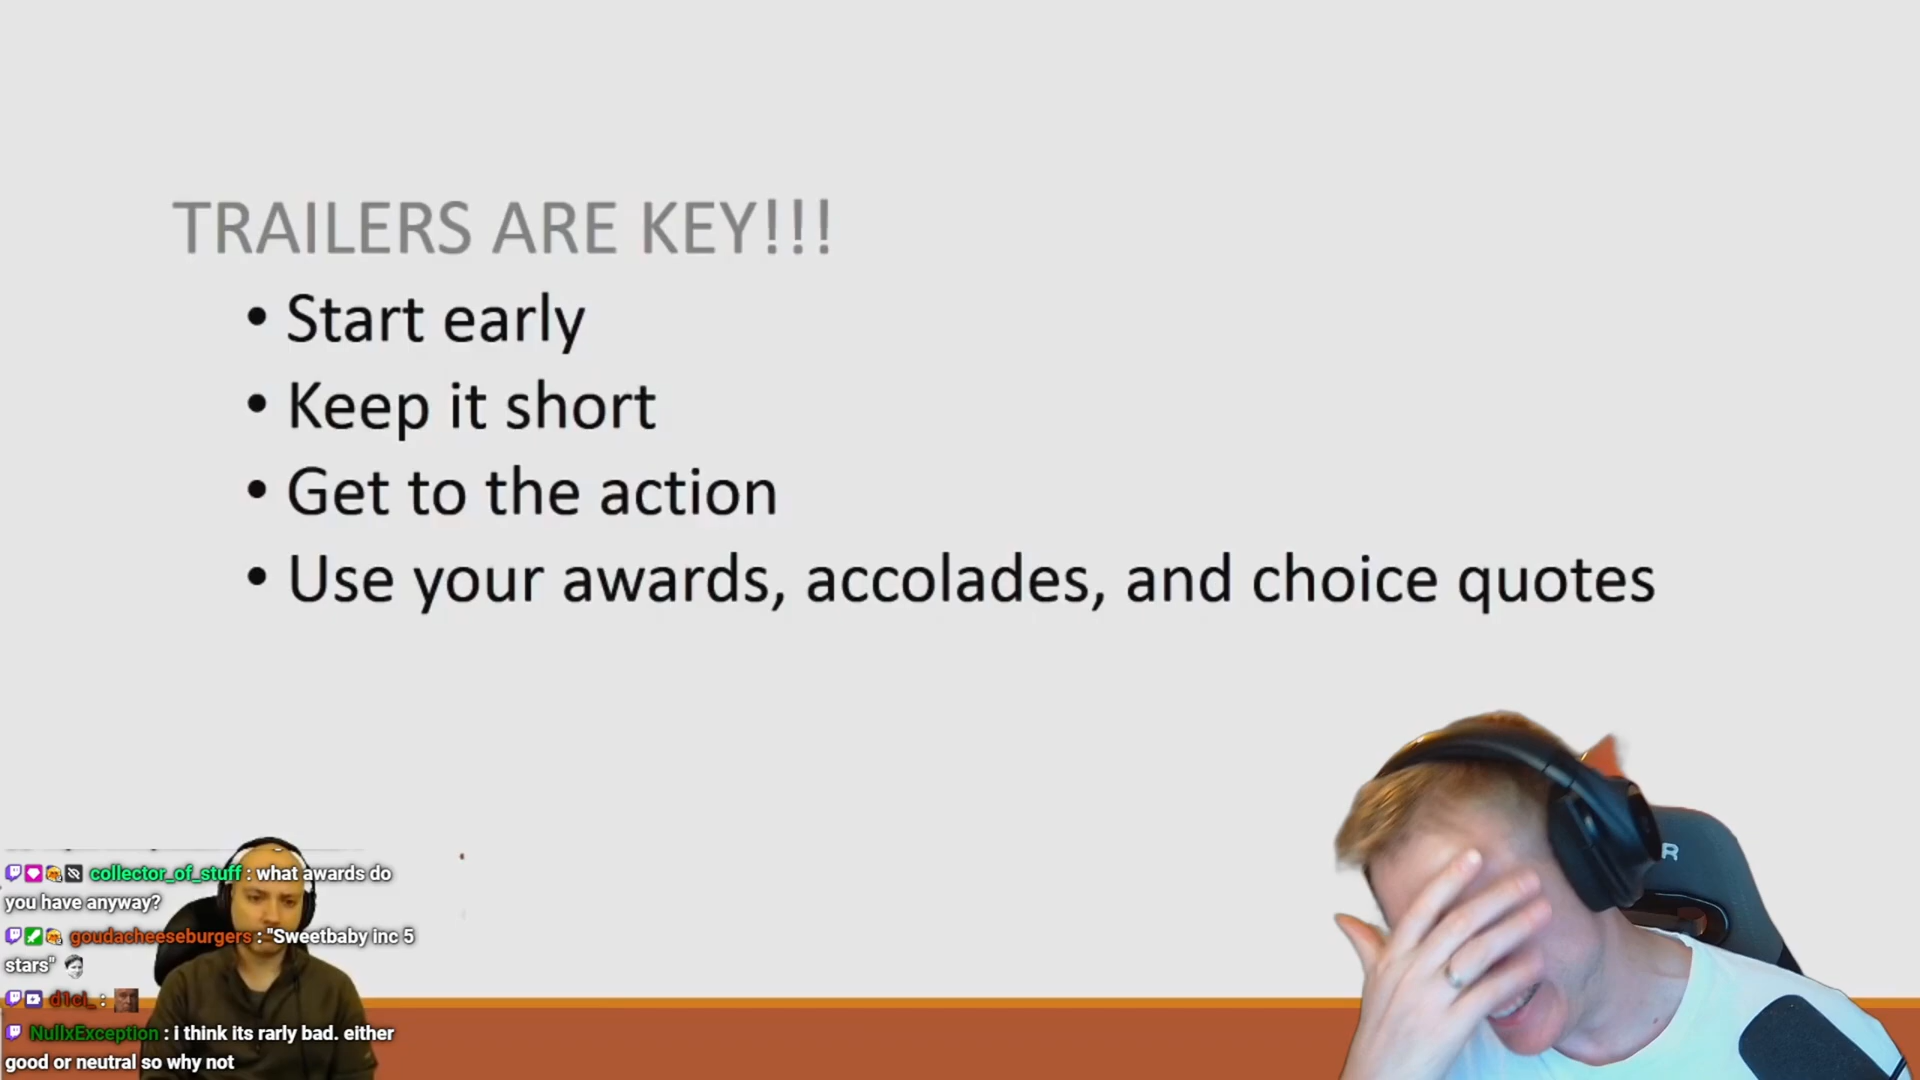 TRAILERS ARE KEY!!!
• Start early
• Keep it short
• Get to the action
• Use your awards, accolades, and choice quotes
collector_of_stuff : what awards do
you have anyway?
goudacheeseburgers : "Sweetbaby inc 5
stars"
d1ci_ :
NullxException : i think its rarly bad. either
good or neutral so why not
R